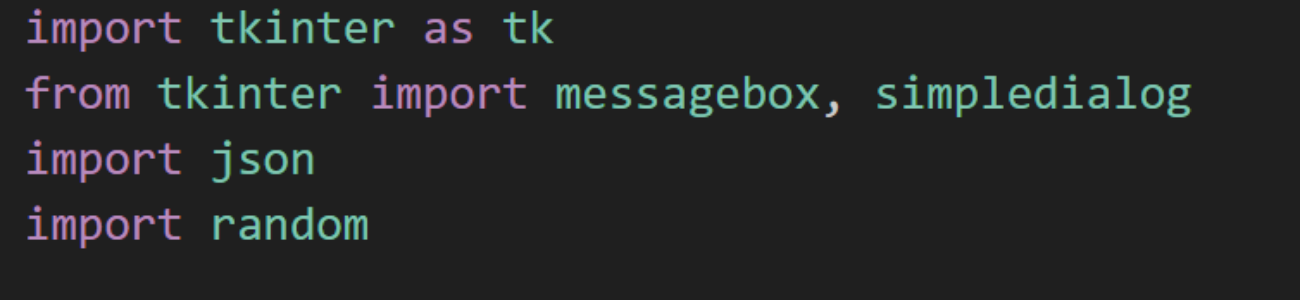 import tkinter as tk
from tkinter import messagebox, simpledialog
import json
import random